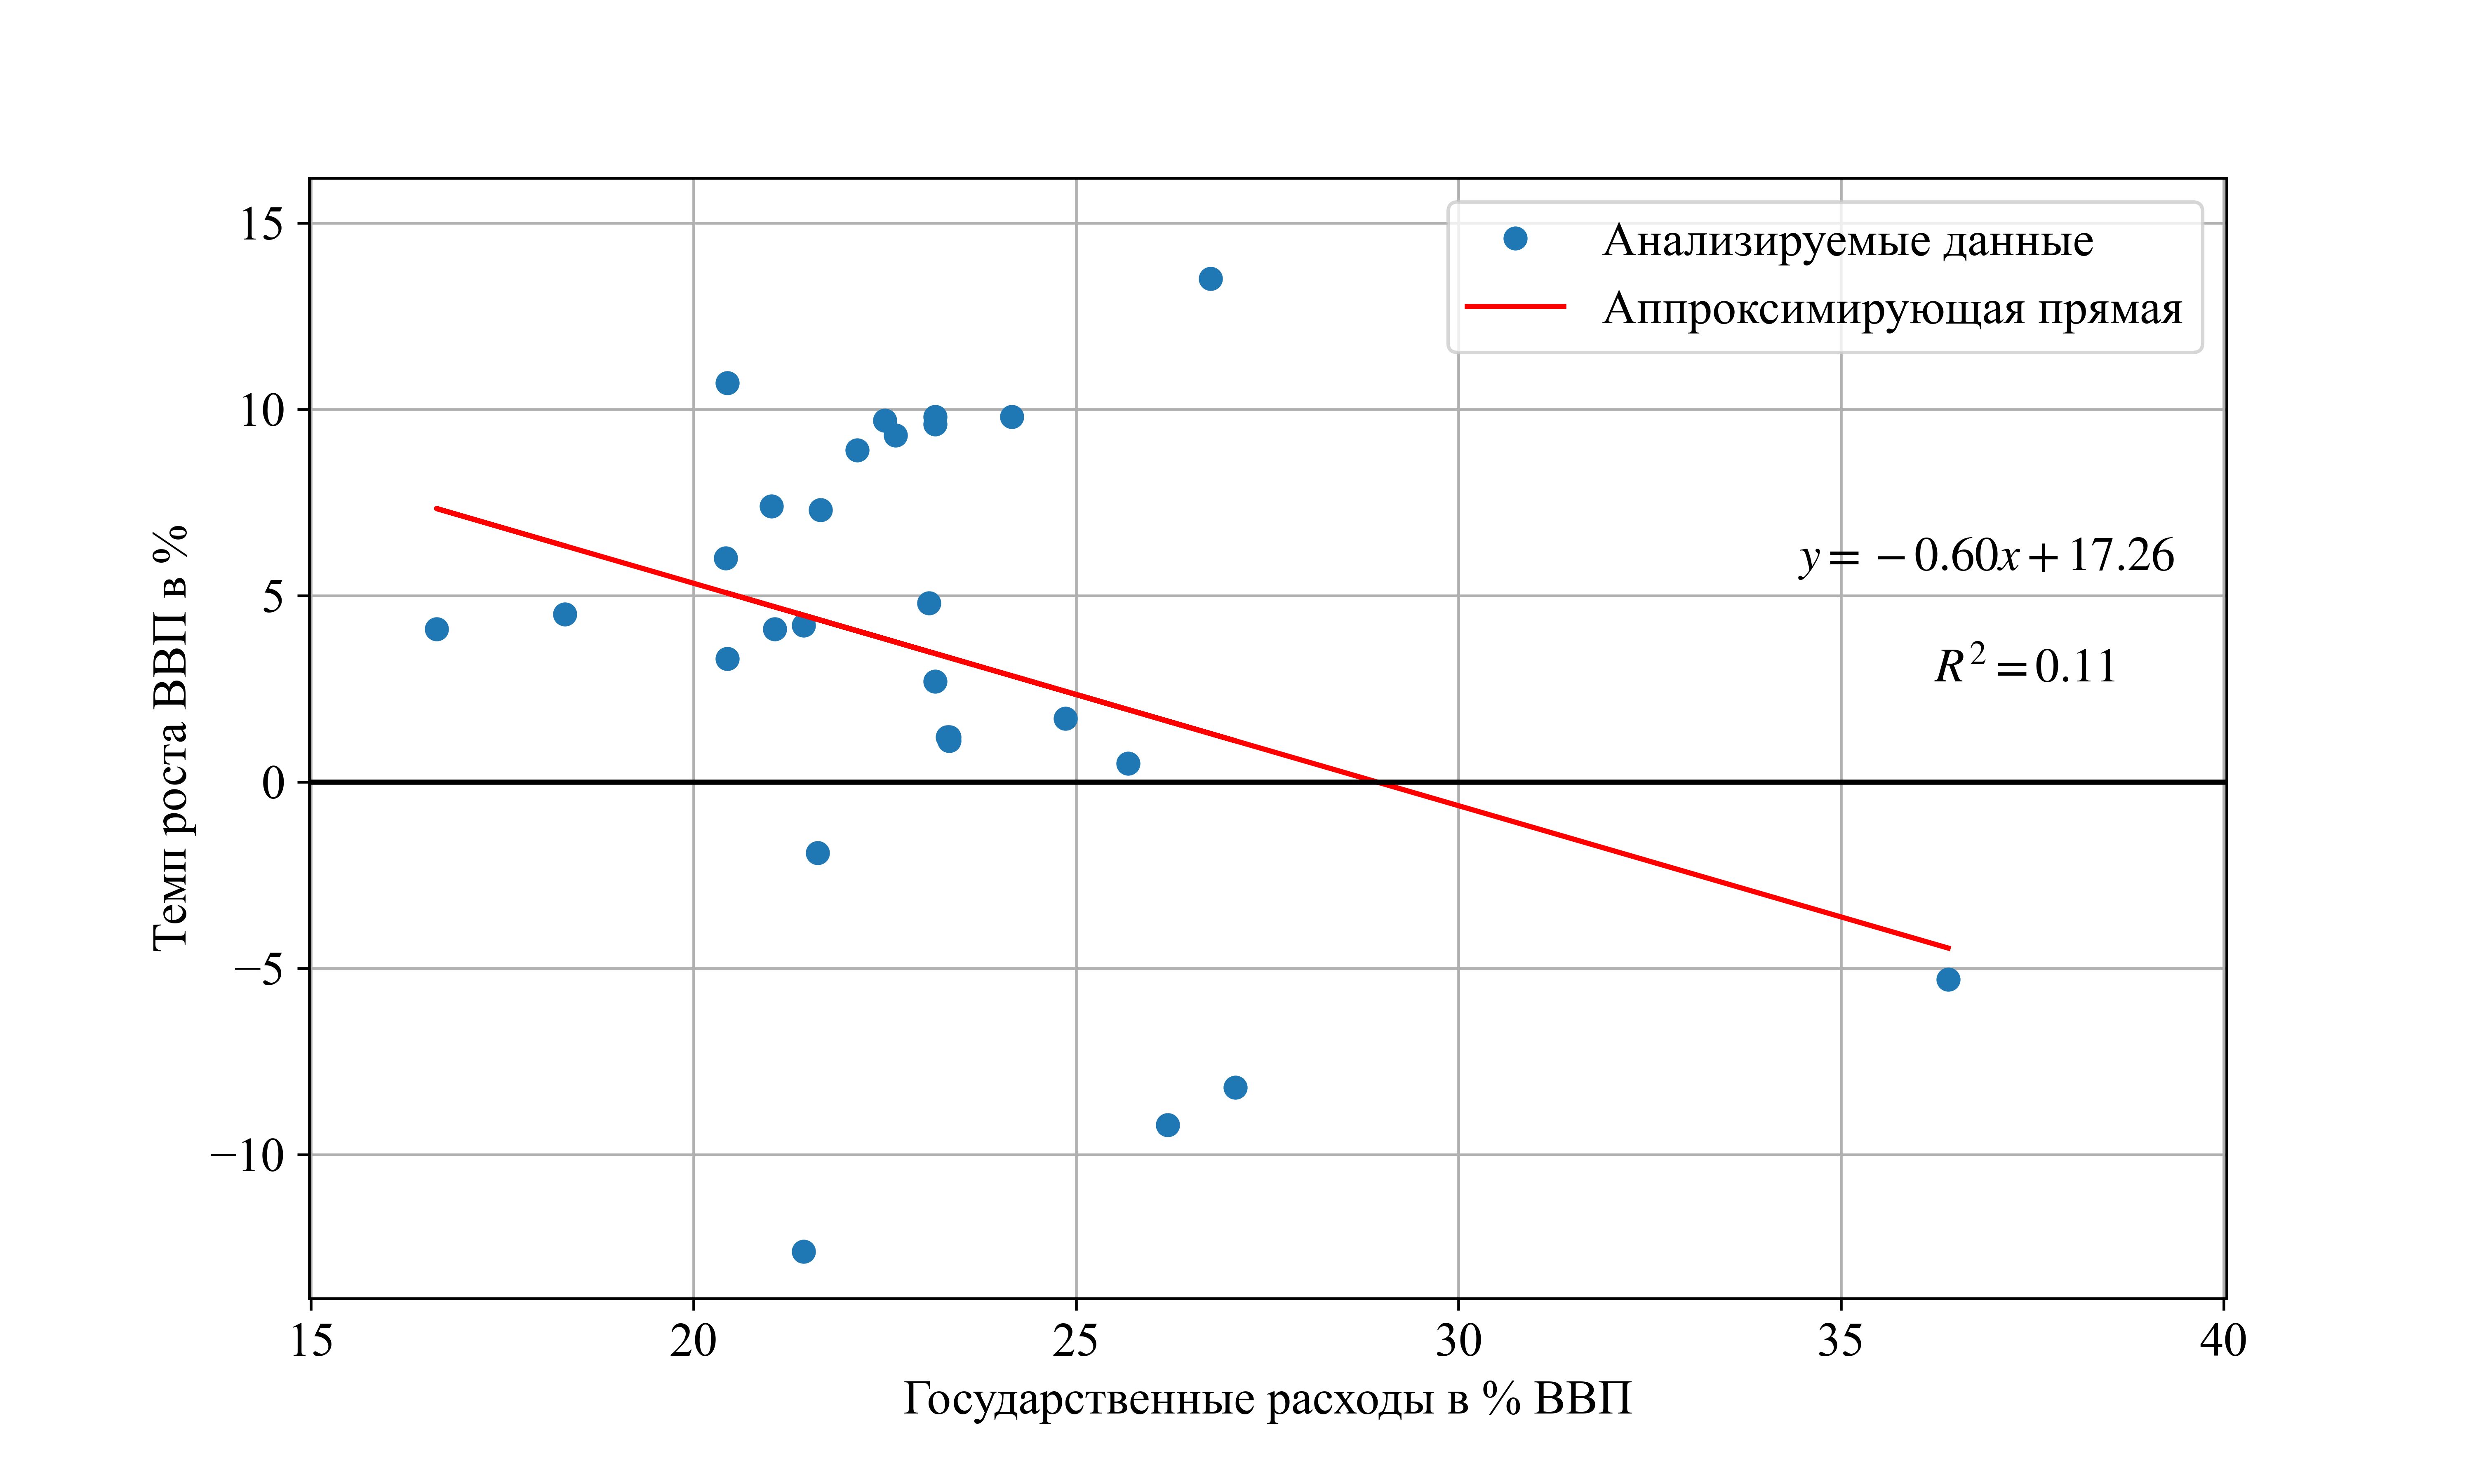 Анализируемые данные
Аппроксимирующая прямая
15
10
5
0
−5
−10
Темп роста ВВП в %
y = −0.60x + 17.26
R² = 0.11
15 20 25 30 35 40
Государственные расходы в % ВВП